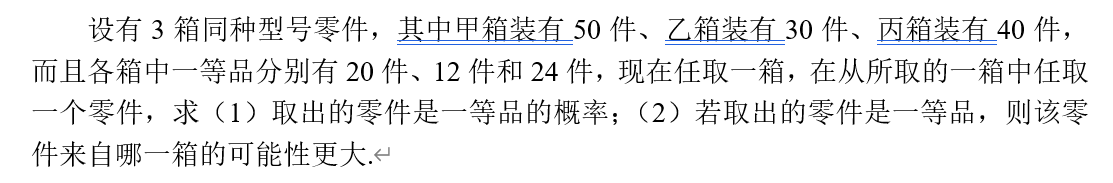 设有 3 箱同种型号零件，其中甲箱装有 50 件、乙箱装有 30 件、丙箱装有 40 件，
而且各箱中一等品分别有 20 件、12 件和 24 件，现在任取一箱，在从所取的一箱中任取
一个零件，求（1）取出的零件是一等品的概率；（2）若取出的零件是一等品，则该零
件来自哪一箱的可能性更大.↵